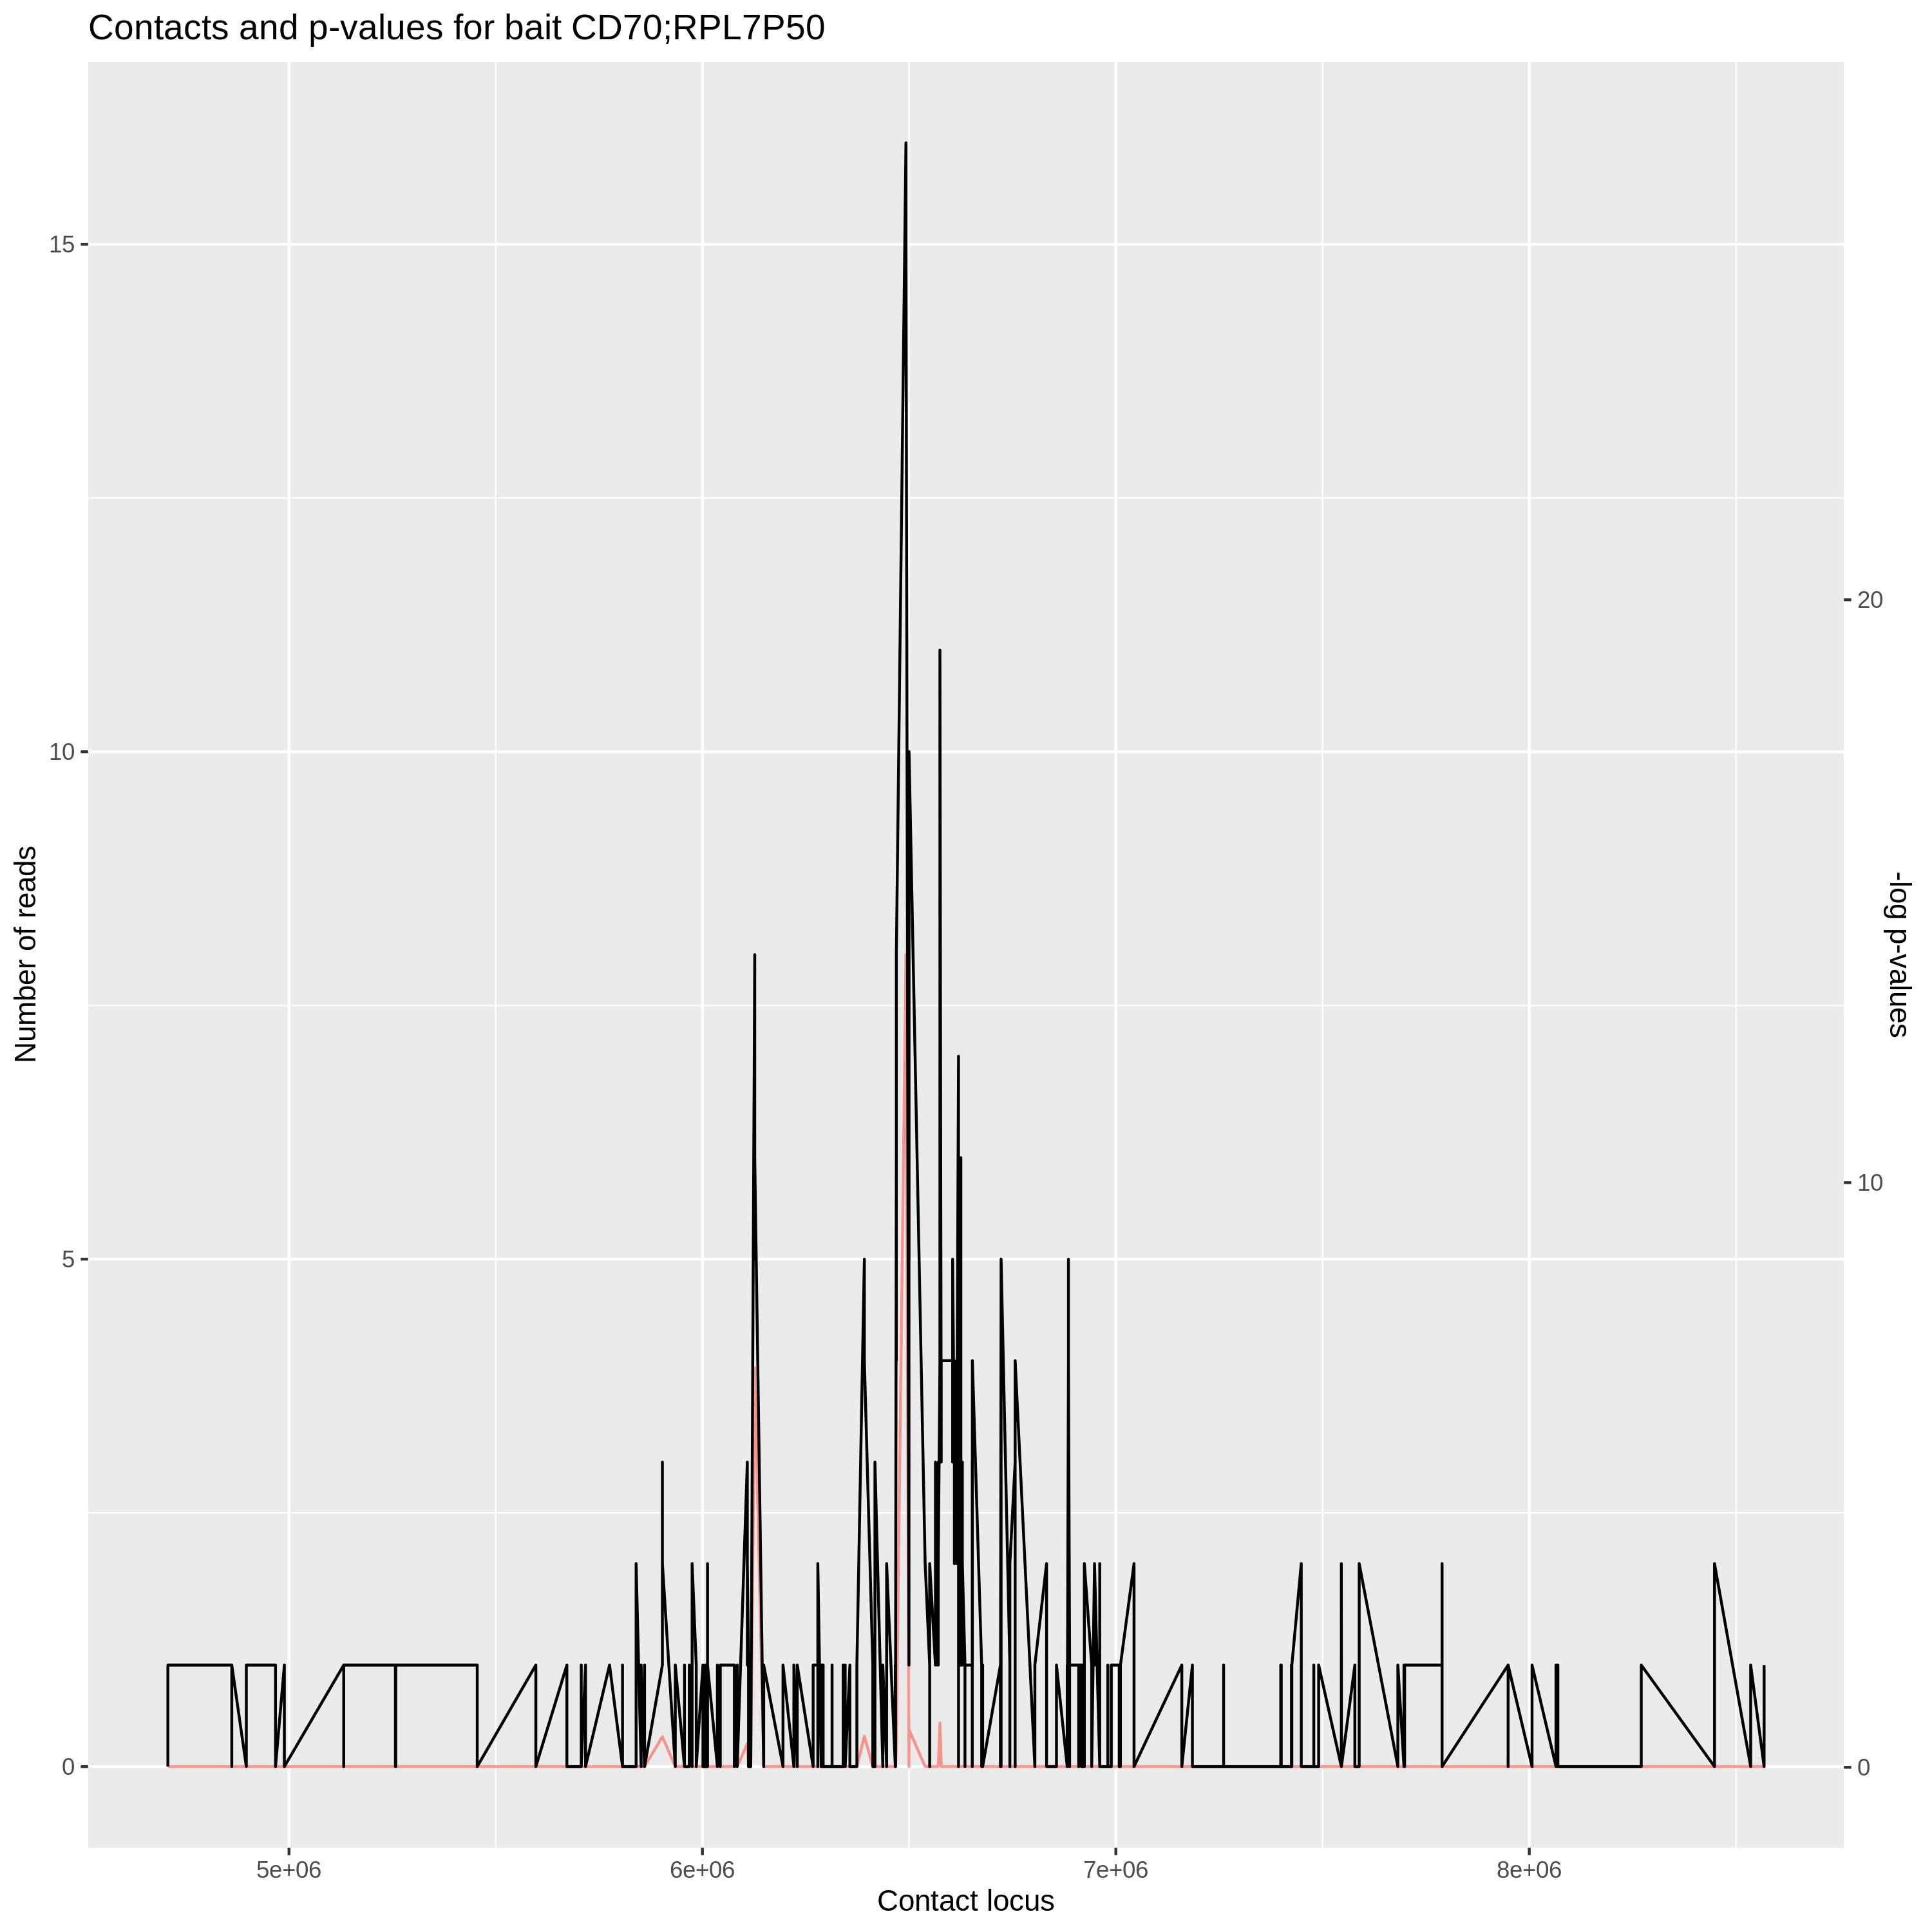 Contacts and p-values for bait CD70;RPL7P50
15
10
5
0
Number of reads
20
10
0
-log p-values
5e+06
6e+06
7e+06
8e+06
Contact locus